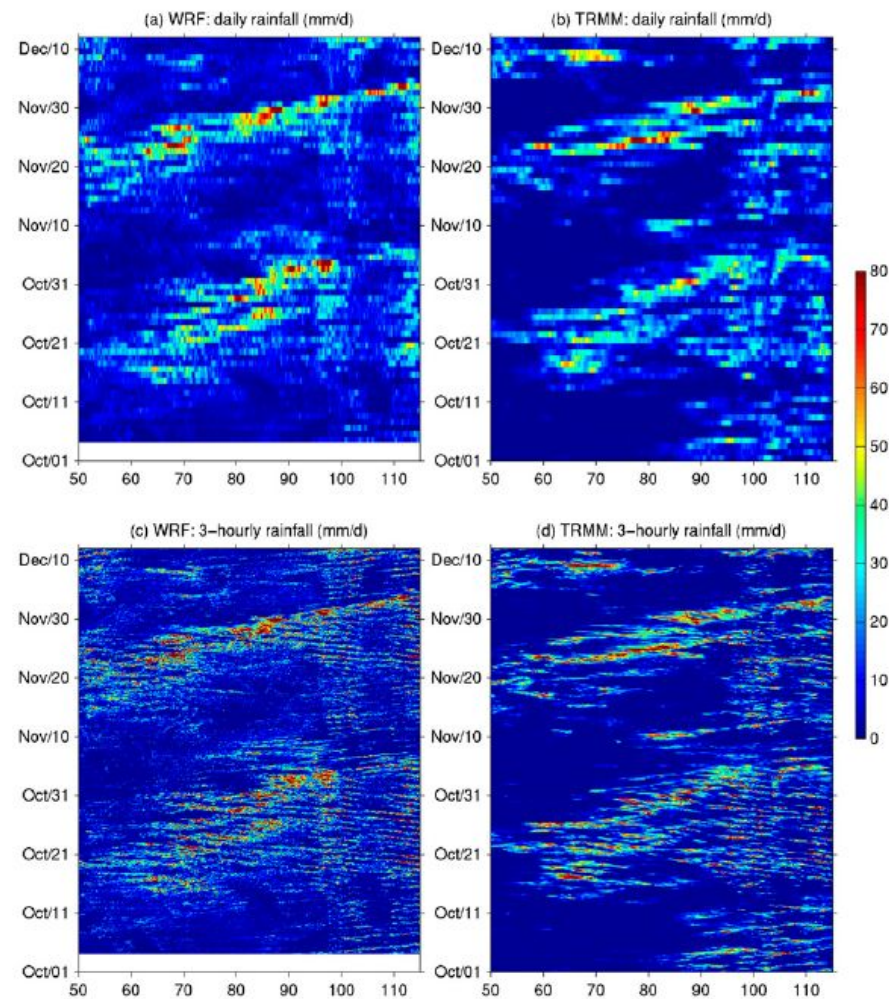 (a) WRF: daily rainfall (mm/d)
(b) TRMM: daily rainfall (mm/d)
Dec/10
Nov/30
Nov/20
Nov/10
Oct/31
Oct/21
Oct/11
Oct/01
50 60 70 80 90 100 110
Dec/10
Nov/30
Nov/20
Nov/10
Oct/31
Oct/21
Oct/11
Oct/01
50 60 70 80 90 100 110
80
70
60
50
40
30
20
10
0
(c) WRF: 3-hourly rainfall (mm/d)
(d) TRMM: 3-hourly rainfall (mm/d)
Dec/10
Nov/30
Nov/20
Nov/10
Oct/31
Oct/21
Oct/11
Oct/01
50 60 70 80 90 100 110
Dec/10
Nov/30
Nov/20
Nov/10
Oct/31
Oct/21
Oct/11
Oct/01
50 60 70 80 90 100 110